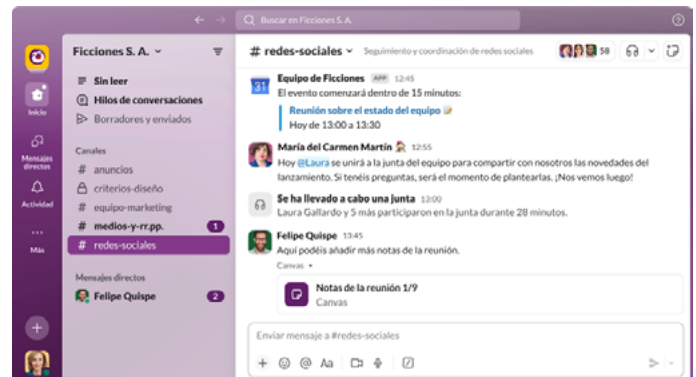 Buscar en Ficciones S. A.
Inicio
Mensajes directos
Actividad
Más
Ficciones S. A.
Sin leer
Hilos de conversaciones
Borradores y enviados
Canales
# anuncios
criterios-diseño
# equipo-marketing
# medios-y-rr.pp. 1
# redes-sociales
Mensajes directos
Felipe Quispe 2
# redes-sociales Seguimiento y coordinación de redes sociales 58
31
Equipo de Ficciones APP 12:45
El evento comenzará dentro de 15 minutos:
Reunión sobre el estado del equipo
Hoy de 13:00 a 13:30
María del Carmen Martín 12:55
Hoy @Laura se unirá a la junta del equipo para compartir con nosotros las novedades del
lanzamiento. Si tenéis preguntas, será el momento de plantearlas. ¡Nos vemos luego!
Se ha llevado a cabo una junta 13:00
Laura Gallardo y 5 más participaron en la junta durante 28 minutos.
Felipe Quispe 13:45
Aquí podéis añadir más notas de la reunión.
Canvas
Notas de la reunión 1/9
Canvas
Enviar mensaje a #redes-sociales
Aa